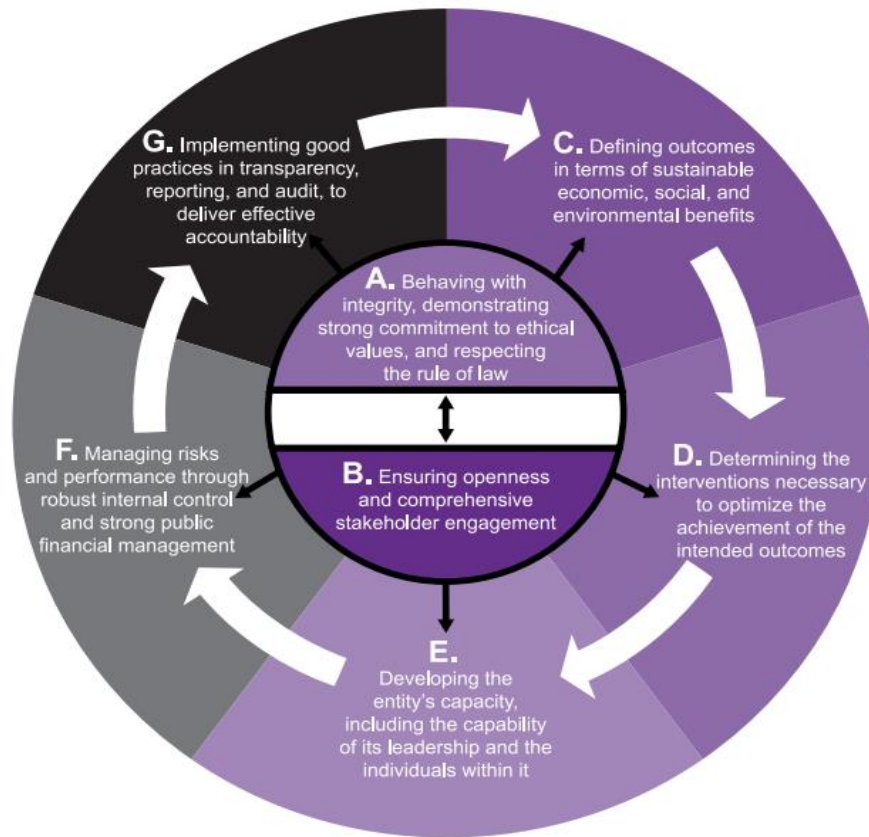 G. Implementing good
practices in transparency,
reporting, and audit, to
deliver effective
accountability
C. Defining outcomes
in terms of sustainable
economic, social, and
environmental benefits
A. Behaving with
integrity, demonstrating
strong commitment to ethical
values, and respecting
the rule of law
F. Managing risks
and performance through
robust internal control
and strong public
financial management
B. Ensuring openness
and comprehensive
stakeholder engagement
D. Determining the
interventions necessary
to optimize the
achievement of the
intended outcomes
E.
Developing the
entity's capacity,
including the capability
of its leadership and the
individuals within it